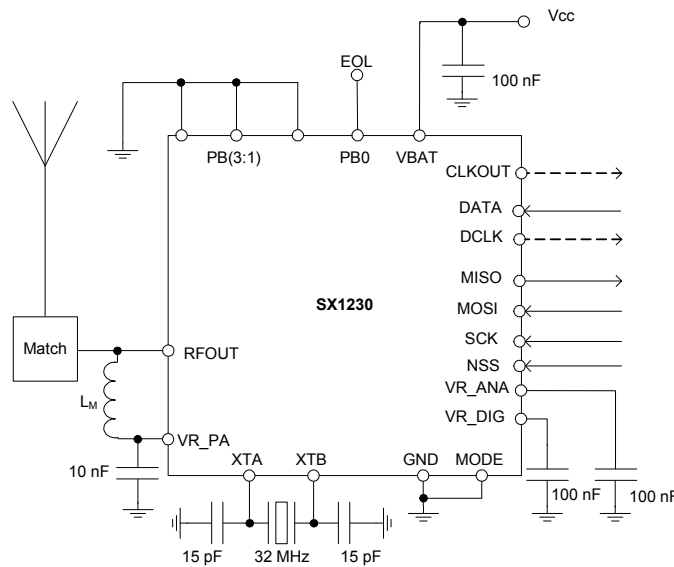 Vcc
EOL
100 nF
PB(3:1)
PB0
VBAT
CLKOUT
DATA
DCLK
MISO
SX1230
MOSI
Match
RFOUT
SCK
NSS
VR_ANA
LM
VR_DIG
VR_PA
XTA
XTB
GND
MODE
10 nF
100 nF
100 nF
15 pF
32 MHz
15 pF